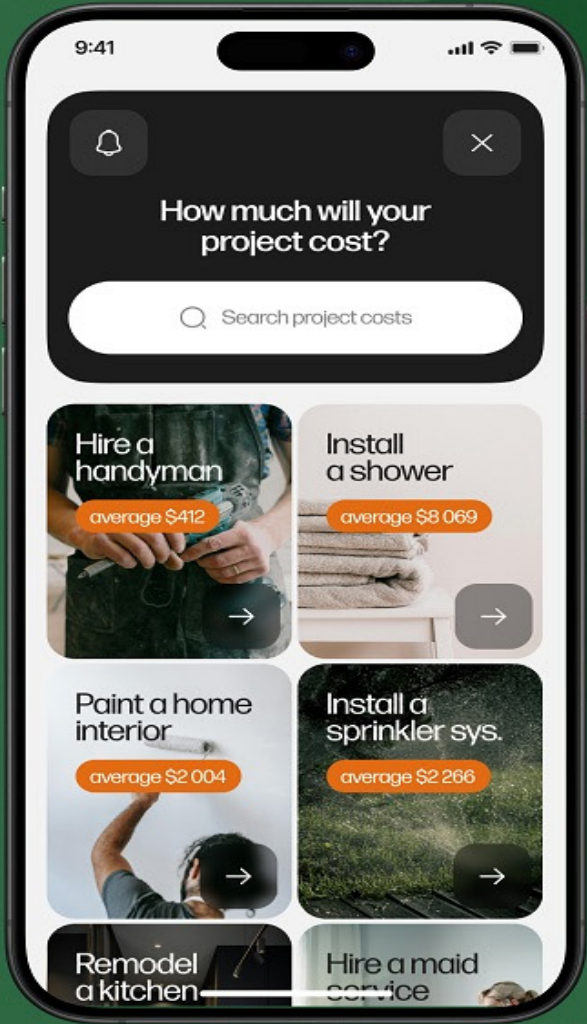 9:41
How much will your
project cost?
Search project costs
Hire a
handyman
average $412
Install
a shower
average $8 069
Paint a home
interior
average $2 004
Install a
sprinkler sys.
average $2 266
Remodel
a kitchen
Hire a maid
service